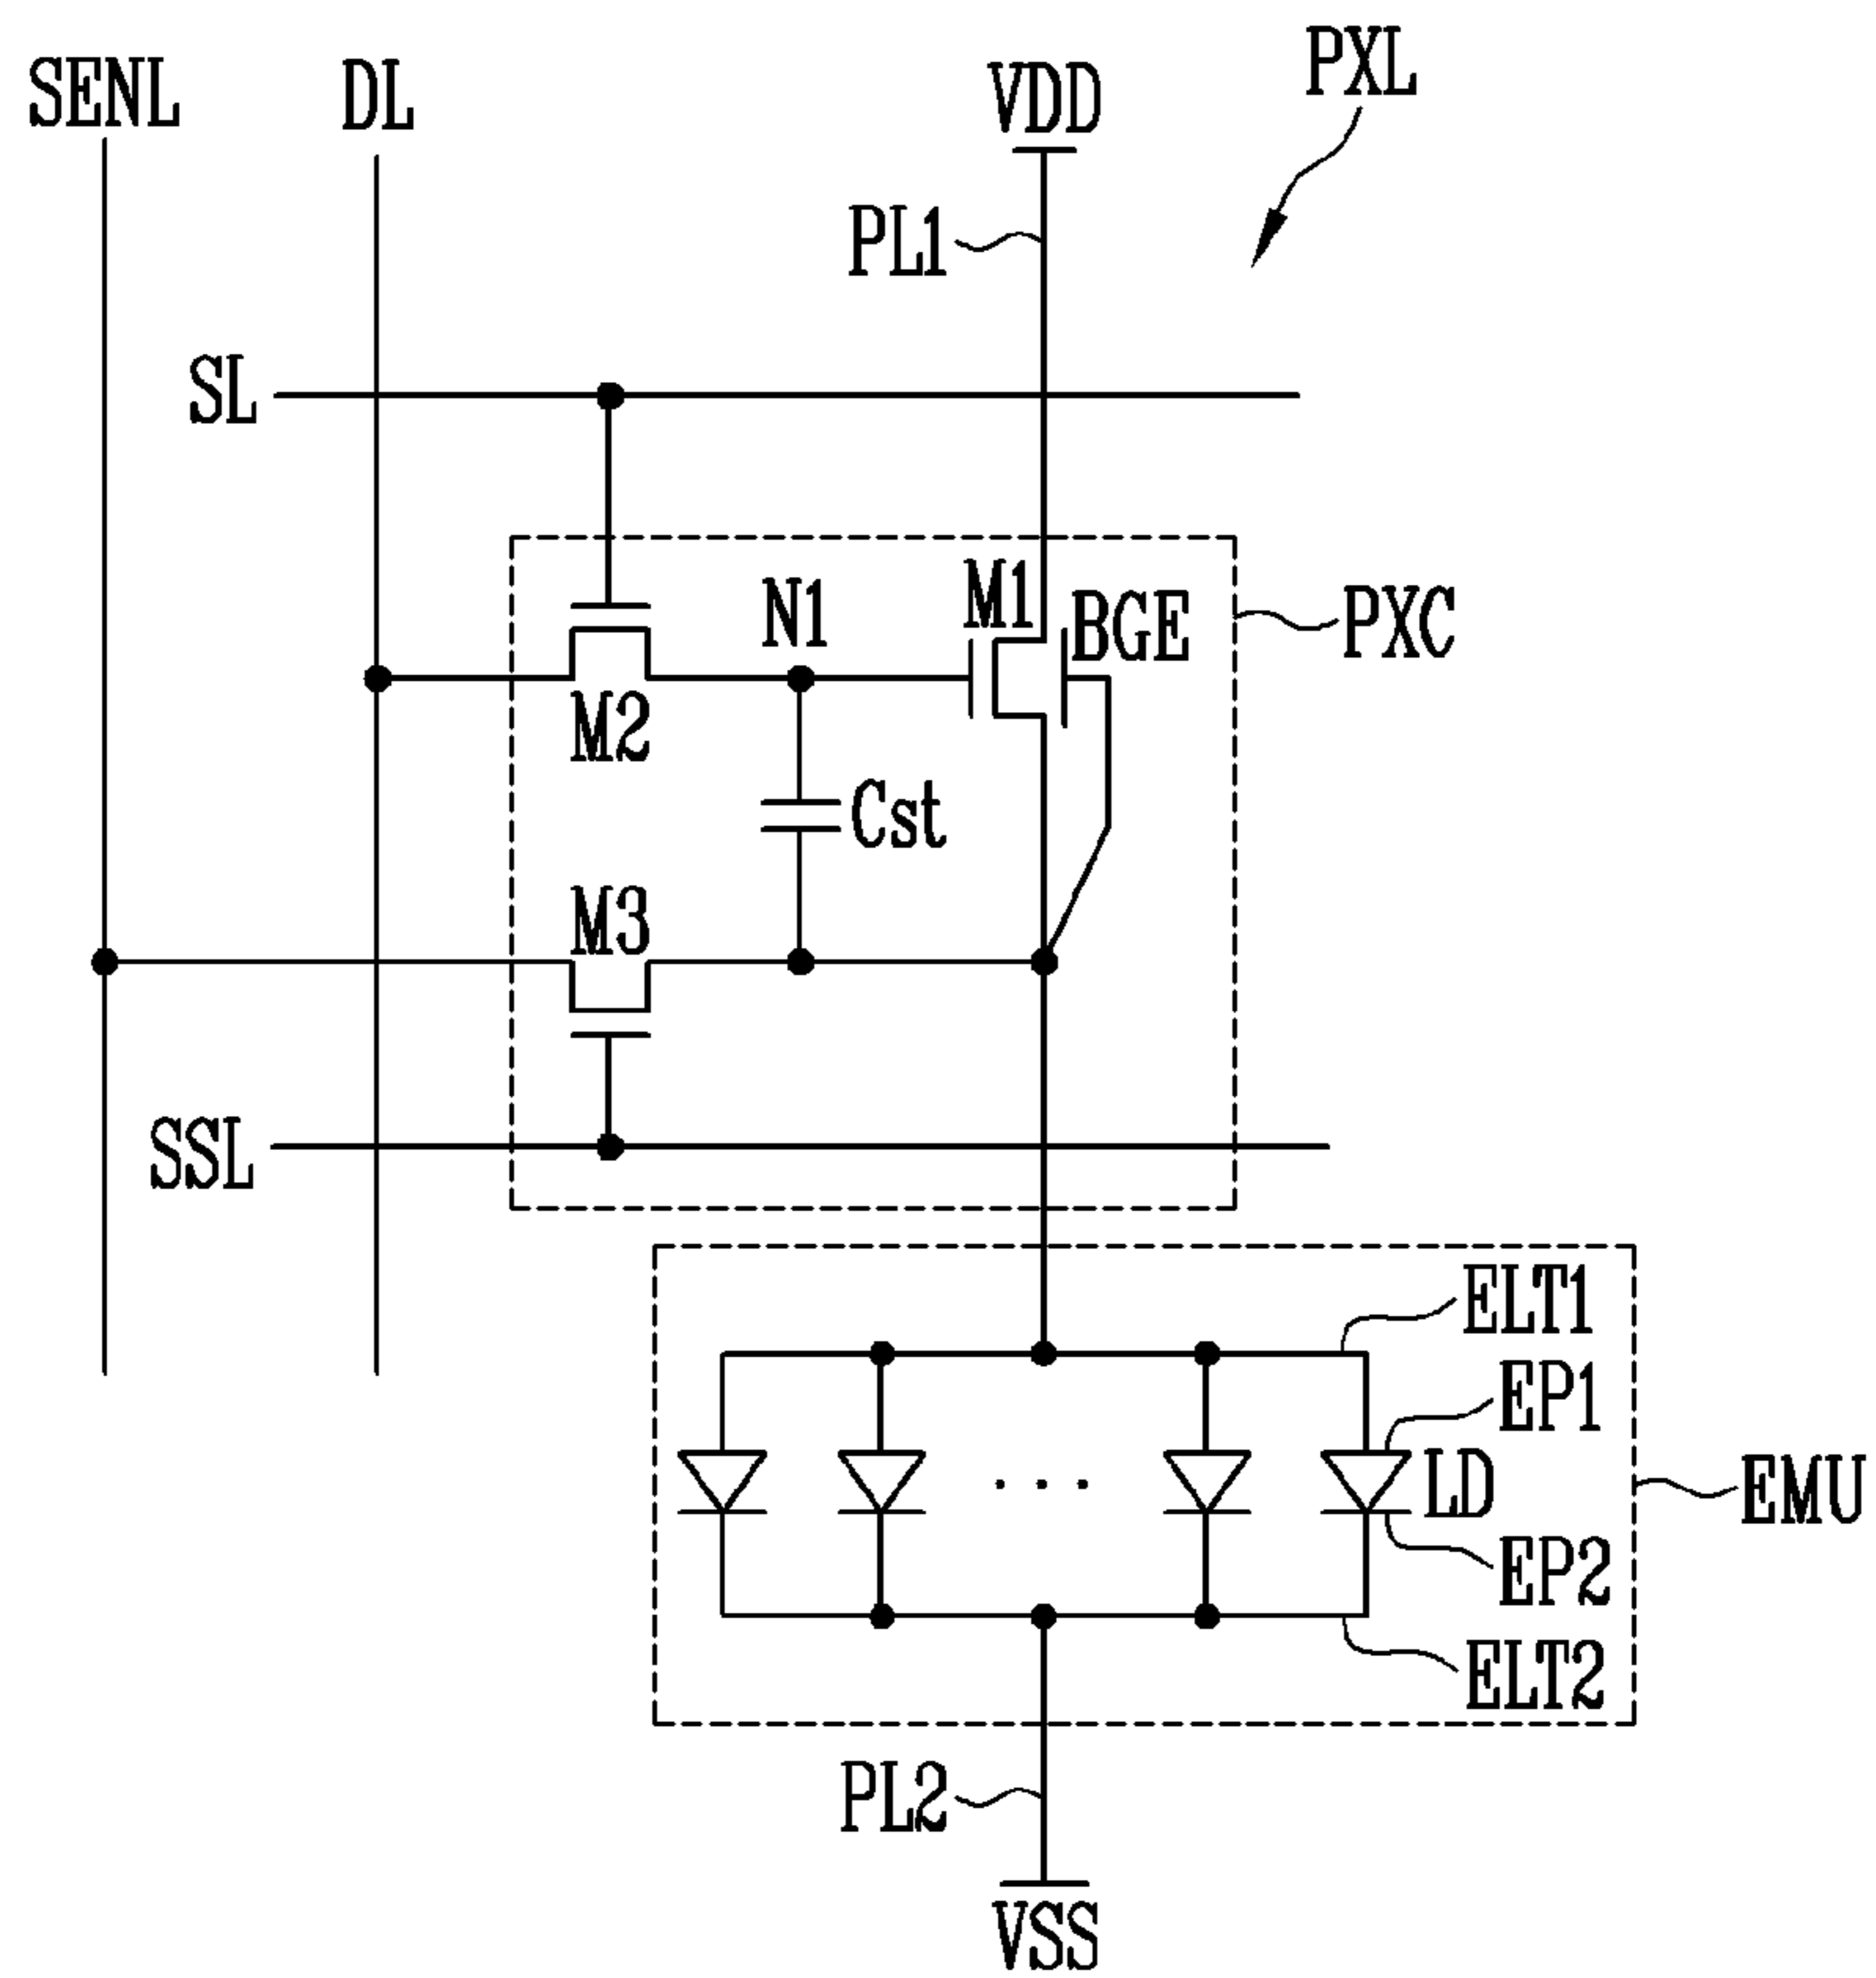 PXL
SENL
DL
VDD
PL1
SL
M1
N1
BGE
PXC
M2
Cst
M3
SSL
ELT1
EP1
LD
EMU
EP2
ELT2
PL2
VSS